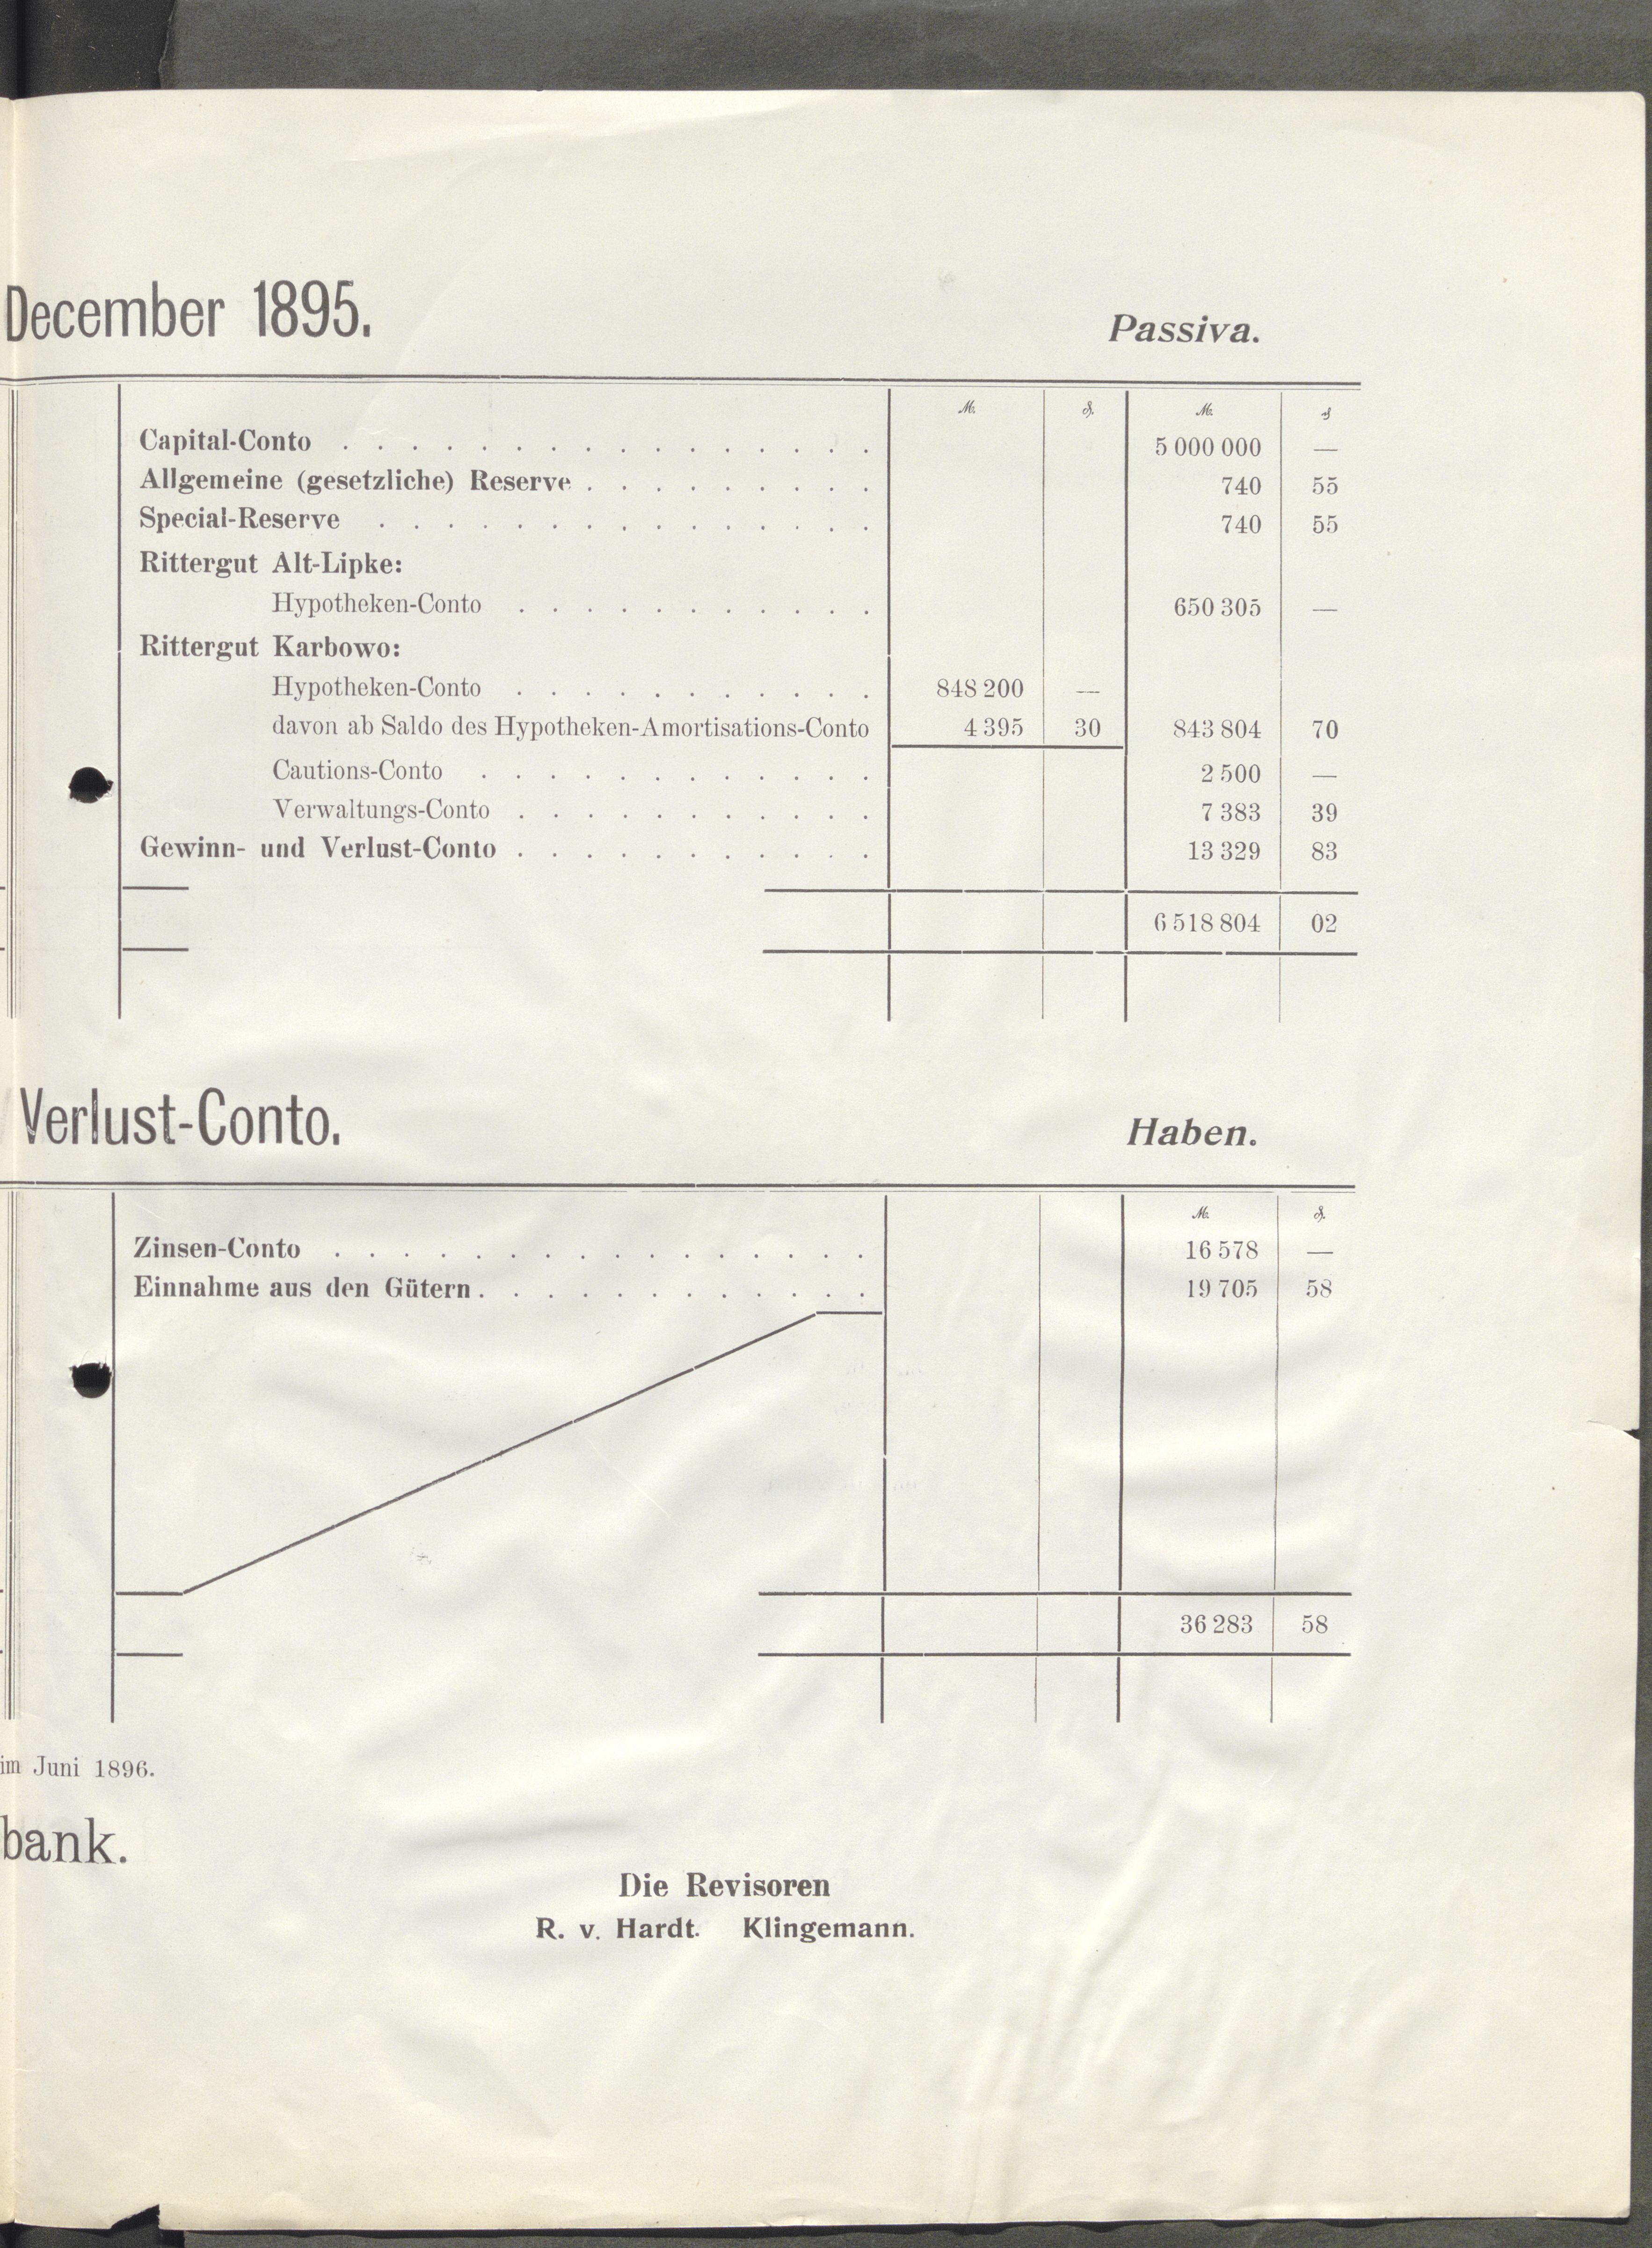 December 1895.
Passiva.
M. ₰. M. ₰
Capital-Conto . . . . . . . . . . . . . . . . 5 000 000 —
Allgemeine (gesetzliche) Reserve . . . . . . . . . 740 55
Special-Reserve . . . . . . . . . . . . . . . 740 55
Rittergut Alt-Lipke:
Hypotheken-Conto . . . . . . . . . . . 650 305 —
Rittergut Karbowo:
Hypotheken-Conto . . . . . . . . . . . 848 200 —
davon ab Saldo des Hypotheken-Amortisations-Conto 4 395 30 843 804 70
Cautions-Conto . . . . . . . . . . . . 2 500 —
Verwaltungs-Conto . . . . . . . . . . . 7 383 39
Gewinn- und Verlust-Conto . . . . . . . . . . . 13 329 83
6 518 804 02
Verlust-Conto.
Haben.
M. ₰.
Zinsen-Conto . . . . . . . . . . . . . . . . 16 578 —
Einnahme aus den Gütern . . . . . . . . . . . . 19 705 58
36 283 58
im Juni 1896.
bank.
Die Revisoren
R. v. Hardt. Klingemann.